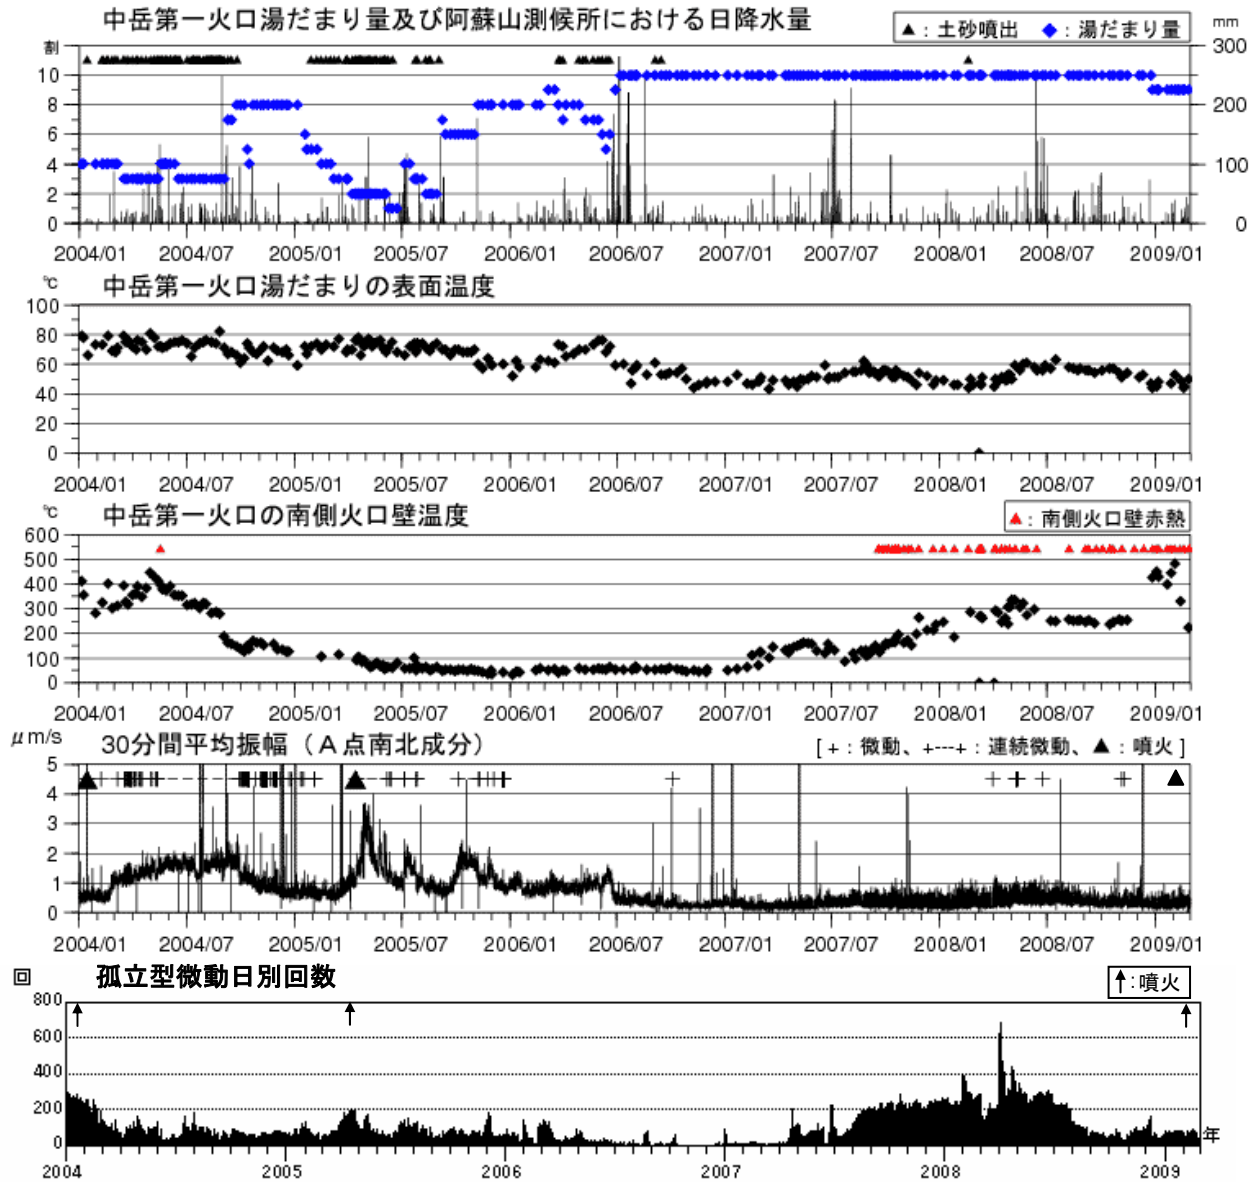 中岳第一火口湯だまり量及び阿蘇山測候所における日降水量
▲：土砂噴出 ◆：湯だまり量
割
mm
10
8
6
4
2
0
300
200
100
0
2004/01 2004/07 2005/01 2005/07 2006/01 2006/07 2007/01 2007/07 2008/01 2008/07 2009/01
℃ 中岳第一火口湯だまりの表面温度
100
80
60
40
20
0
2004/01 2004/07 2005/01 2005/07 2006/01 2006/07 2007/01 2007/07 2008/01 2008/07 2009/01
℃ 中岳第一火口の南側火口壁温度
▲：南側火口壁赤熱
600
500
400
300
200
100
0
2004/01 2004/07 2005/01 2005/07 2006/01 2006/07 2007/01 2007/07 2008/01 2008/07 2009/01
μm/s 30分間平均振幅（A点南北成分）
[ +：微動、+---+：連続微動、▲：噴火 ]
5
4
3
2
1
0
2004/01 2004/07 2005/01 2005/07 2006/01 2006/07 2007/01 2007/07 2008/01 2008/07 2009/01
回 孤立型微動日別回数
↑:噴火
800
600
400
200
0
年
2004 2005 2006 2007 2008 2009